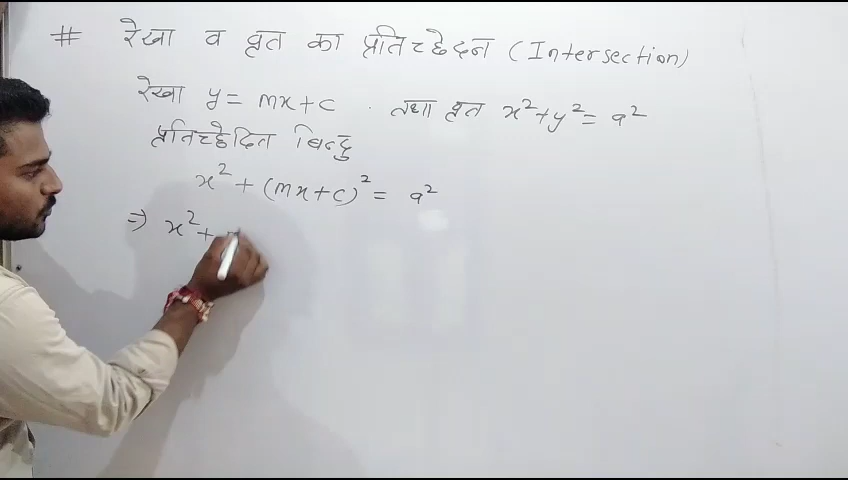 # रेखा व वृत का प्रतिच्छेदन (Intersection)
रेखा y = mx+c . तथा वृत x²+y² = a²
प्रतिच्छेदित बिन्दु
x² + (mx+c)² = a²
=> x² +